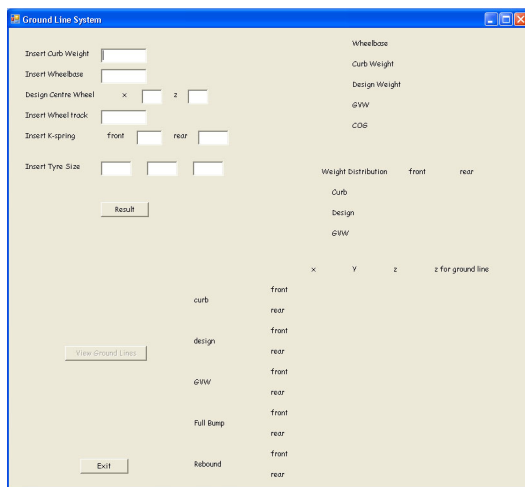 Ground Line System
Wheelbase
Insert Curb Weight
Curb Weight
Insert Wheelbase
Design Weight
Design Centre Wheel x z
GVW
Insert Wheel track
COG
Insert K-spring front rear
Insert Tyre Size
Weight Distribution front rear
Curb
Result
Design
GVW
x Y z z for ground line
front
curb
rear
front
design
View Ground Lines
rear
front
GVW
rear
front
Full Bump
rear
front
Exit Rebound
rear